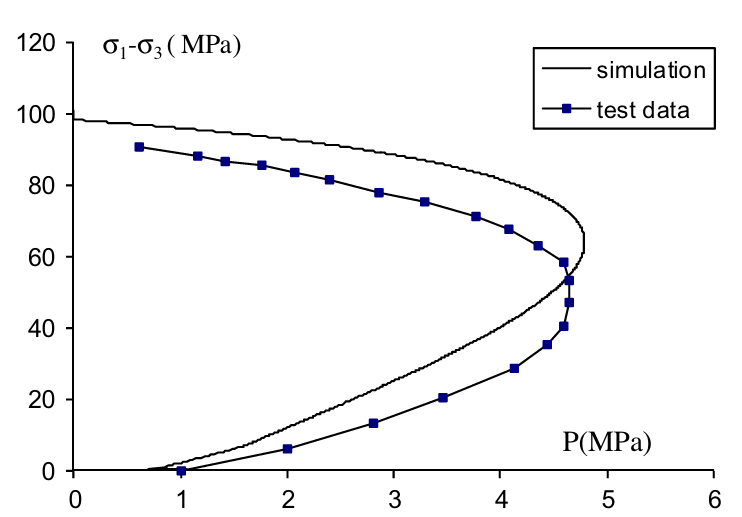 120
σ₁-σ₃ ( MPa)
100
80
60
40
20
0
simulation
test data
P(MPa)
0 1 2 3 4 5 6